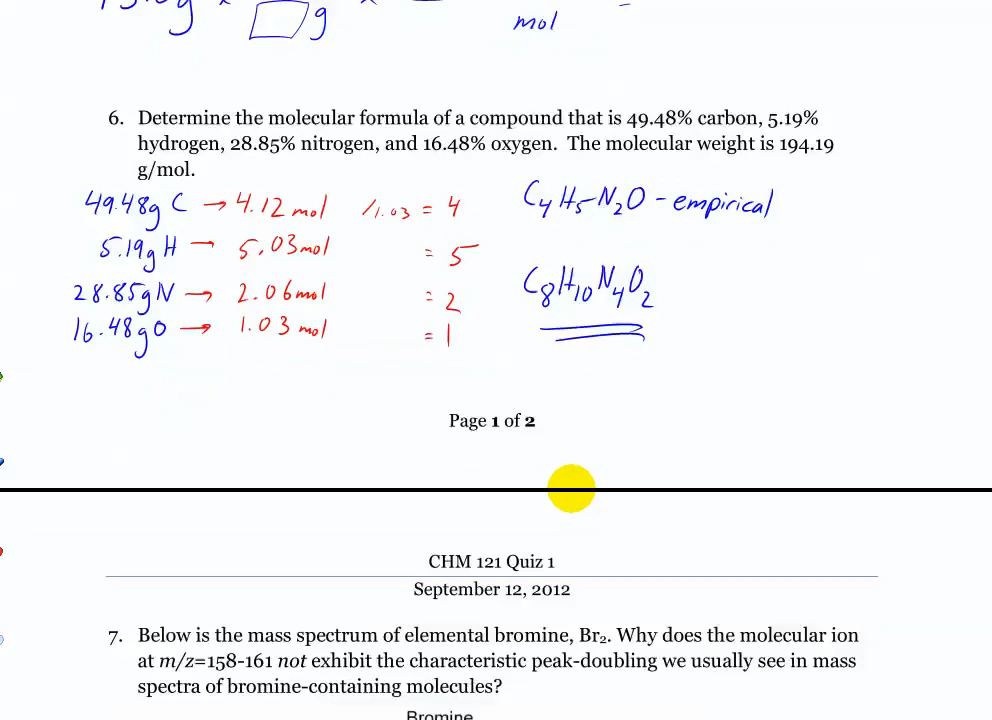 g × g ×
mol
6. Determine the molecular formula of a compound that is 49.48% carbon, 5.19%
hydrogen, 28.85% nitrogen, and 16.48% oxygen. The molecular weight is 194.19
g/mol.
49.48g C → 4.12 mol /1.03 = 4 C4H5N2O - empirical
5.19g H → 5.03 mol = 5
28.85g N → 2.06 mol = 2 C8H10N4O2
16.48g O → 1.03 mol = 1
Page 1 of 2
CHM 121 Quiz 1
September 12, 2012
7. Below is the mass spectrum of elemental bromine, Br2. Why does the molecular ion
at m/z=158-161 not exhibit the characteristic peak-doubling we usually see in mass
spectra of bromine-containing molecules?
Bromine